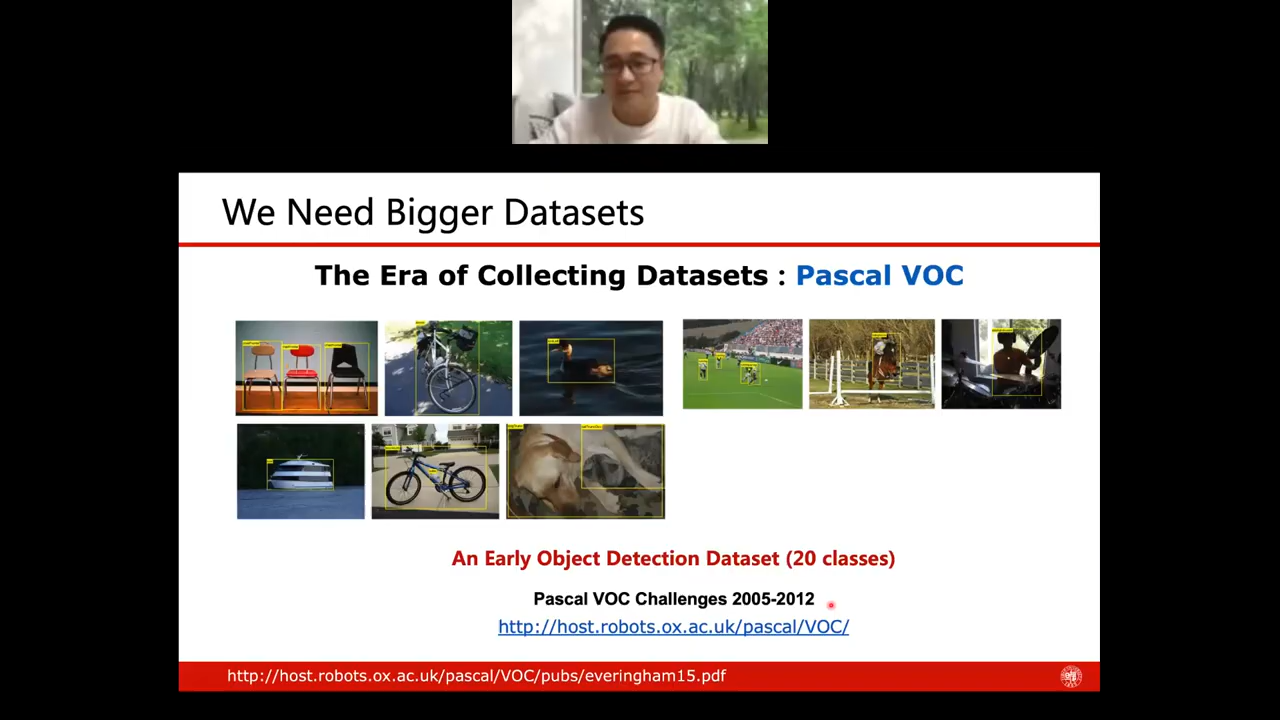 We Need Bigger Datasets
The Era of Collecting Datasets : Pascal VOC
An Early Object Detection Dataset (20 classes)
Pascal VOC Challenges 2005-2012
http://host.robots.ox.ac.uk/pascal/VOC/
http://host.robots.ox.ac.uk/pascal/VOC/pubs/everingham15.pdf